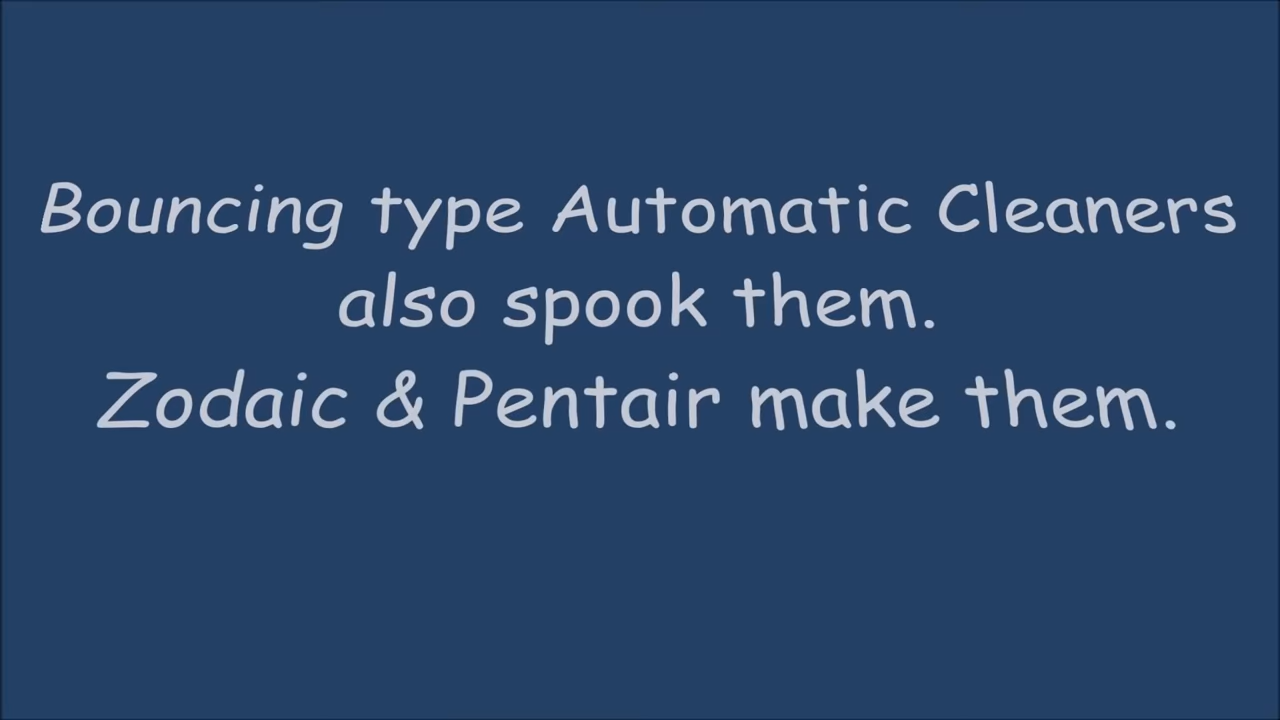 Bouncing type Automatic Cleaners
also spook them.
Zodaic & Pentair make them.